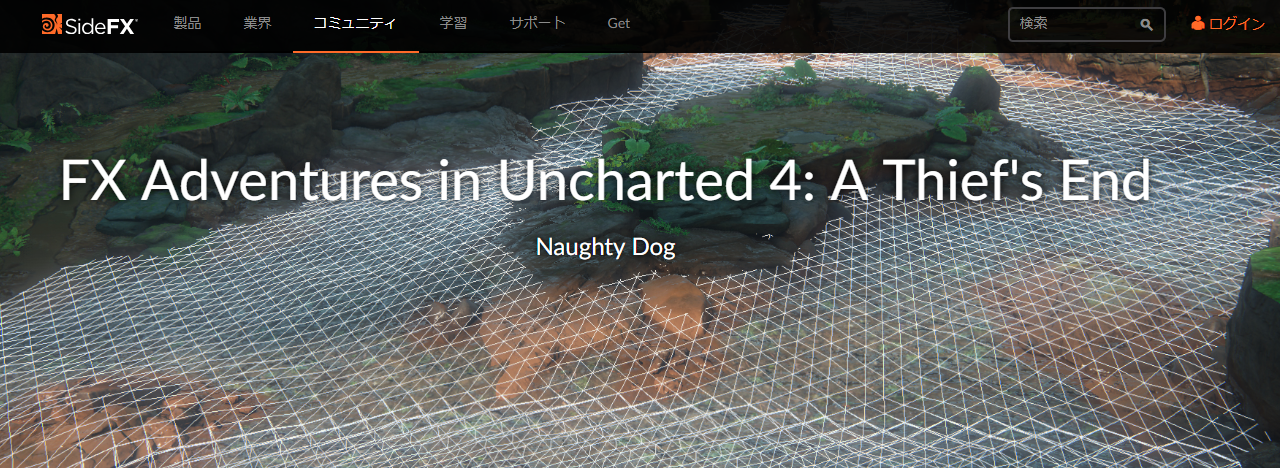 SideFX 製品 業界 コミュニティ 学習 サポート Get 検索 ログイン
FX Adventures in Uncharted 4: A Thief's End
Naughty Dog